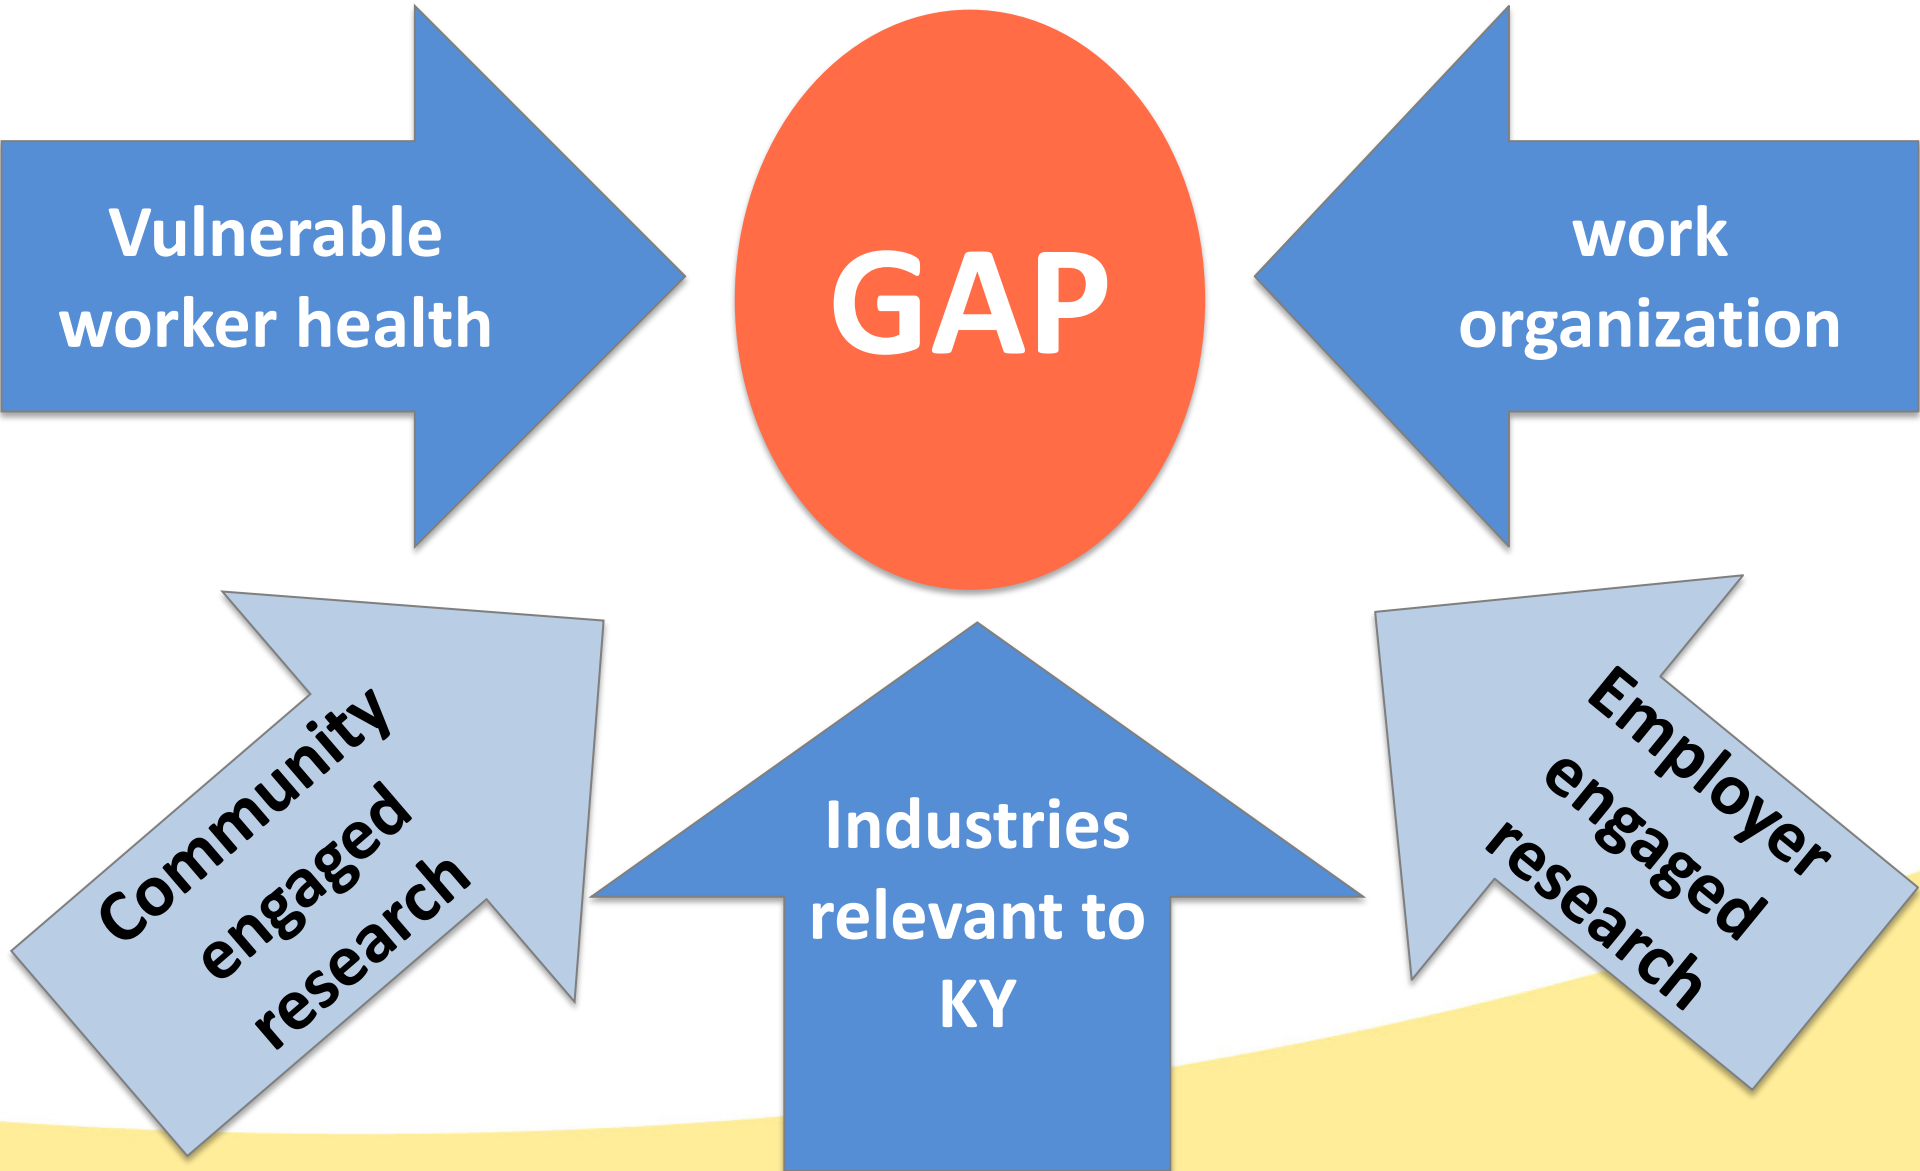 Vulnerable
worker health
GAP
work
organization
Community
engaged
research
Industries
relevant to
KY
Employer
engaged
research